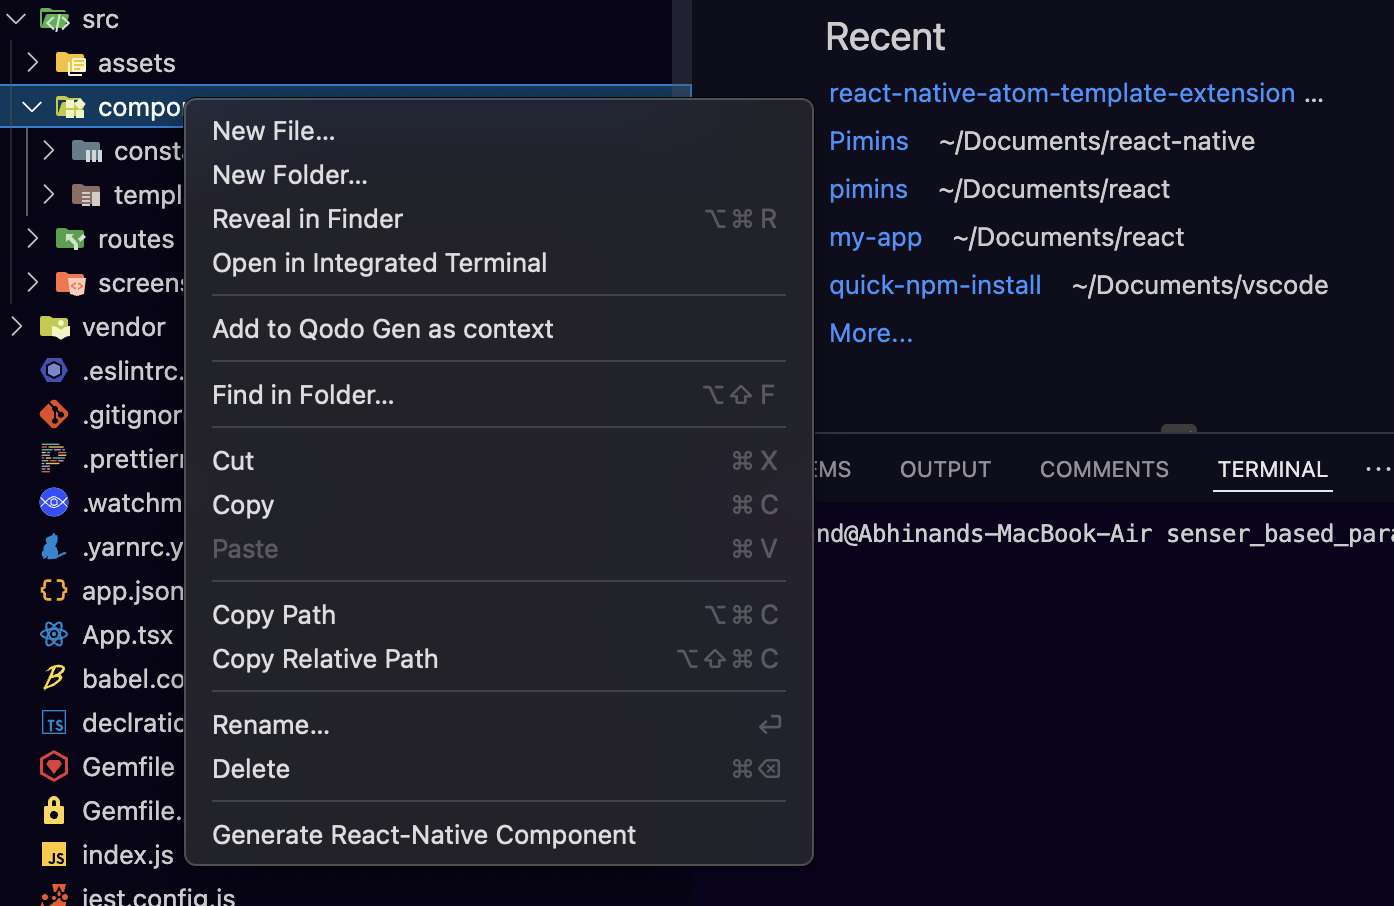 src
assets
compo
const
templ
routes
screens
vendor
.eslintrc.
.gitignor
.prettierr
.watchm
.yarnrc.y
app.json
App.tsx
babel.co
declratio
Gemfile
Gemfile.
index.js
jest.config.js
New File...
New Folder...
Reveal in Finder ⌥⌘R
Open in Integrated Terminal
Add to Qodo Gen as context
Find in Folder... ⌥⇧F
Cut ⌘X
Copy ⌘C
Paste ⌘V
Copy Path ⌥⌘C
Copy Relative Path ⌥⇧⌘C
Rename... ↩
Delete ⌘⌫
Generate React-Native Component
Recent
react-native-atom-template-extension ...
Pimins ~/Documents/react-native
pimins ~/Documents/react
my-app ~/Documents/react
quick-npm-install ~/Documents/vscode
More...
EMS OUTPUT COMMENTS TERMINAL ...
nd@Abhinands-MacBook-Air senser_based_para